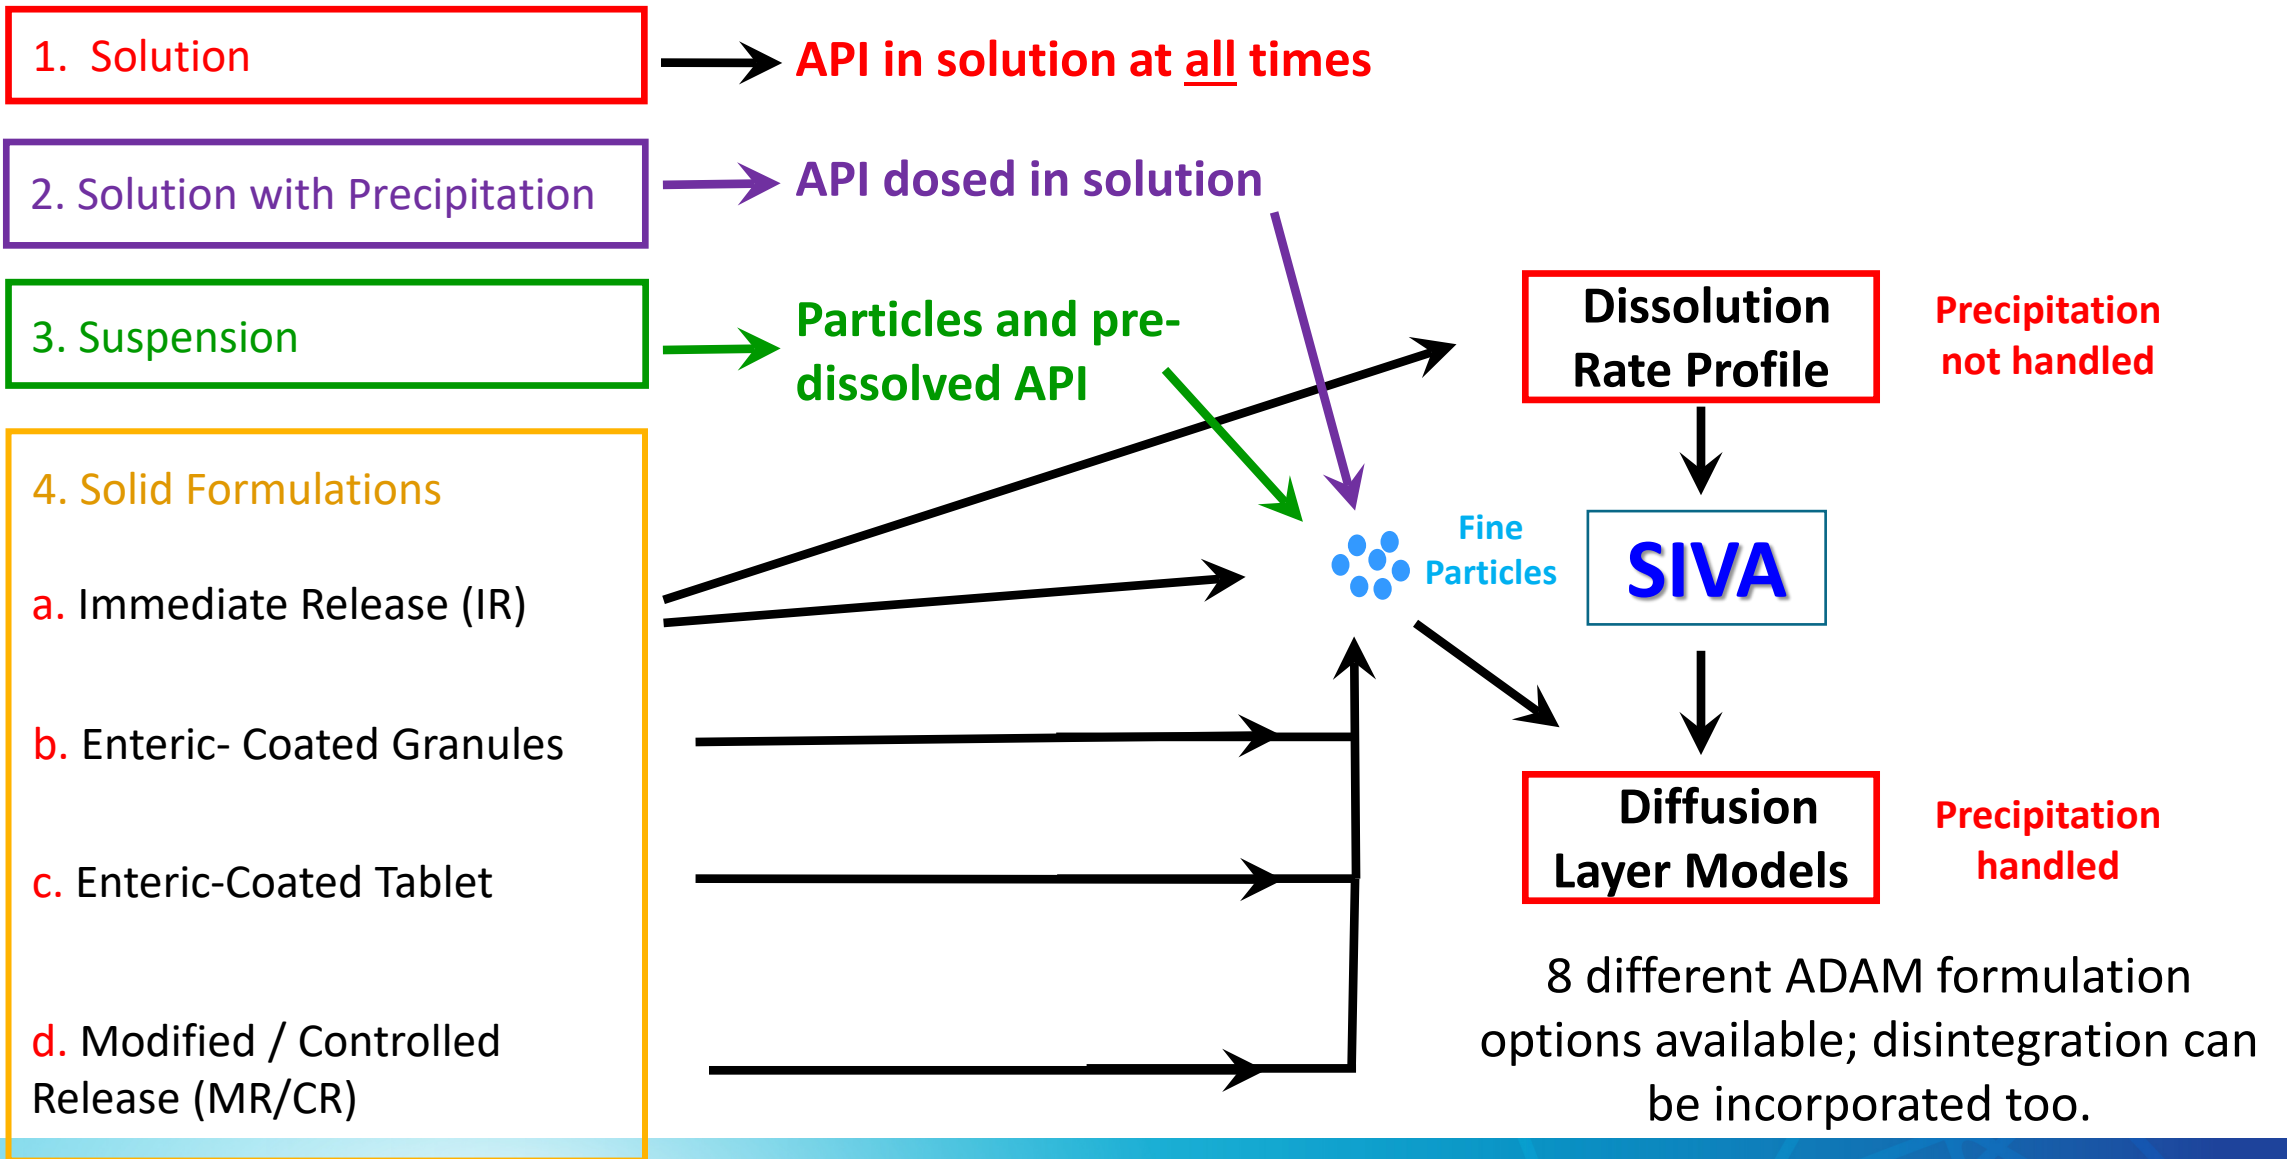 1. Solution
API in solution at all times
2. Solution with Precipitation
API dosed in solution
3. Suspension
Particles and pre-
dissolved API
4. Solid Formulations
a. Immediate Release (IR)
b. Enteric- Coated Granules
c. Enteric-Coated Tablet
d. Modified / Controlled
Release (MR/CR)
Fine
Particles
Dissolution
Rate Profile
Precipitation
not handled
SIVA
Diffusion
Layer Models
Precipitation
handled
8 different ADAM formulation
options available; disintegration can
be incorporated too.